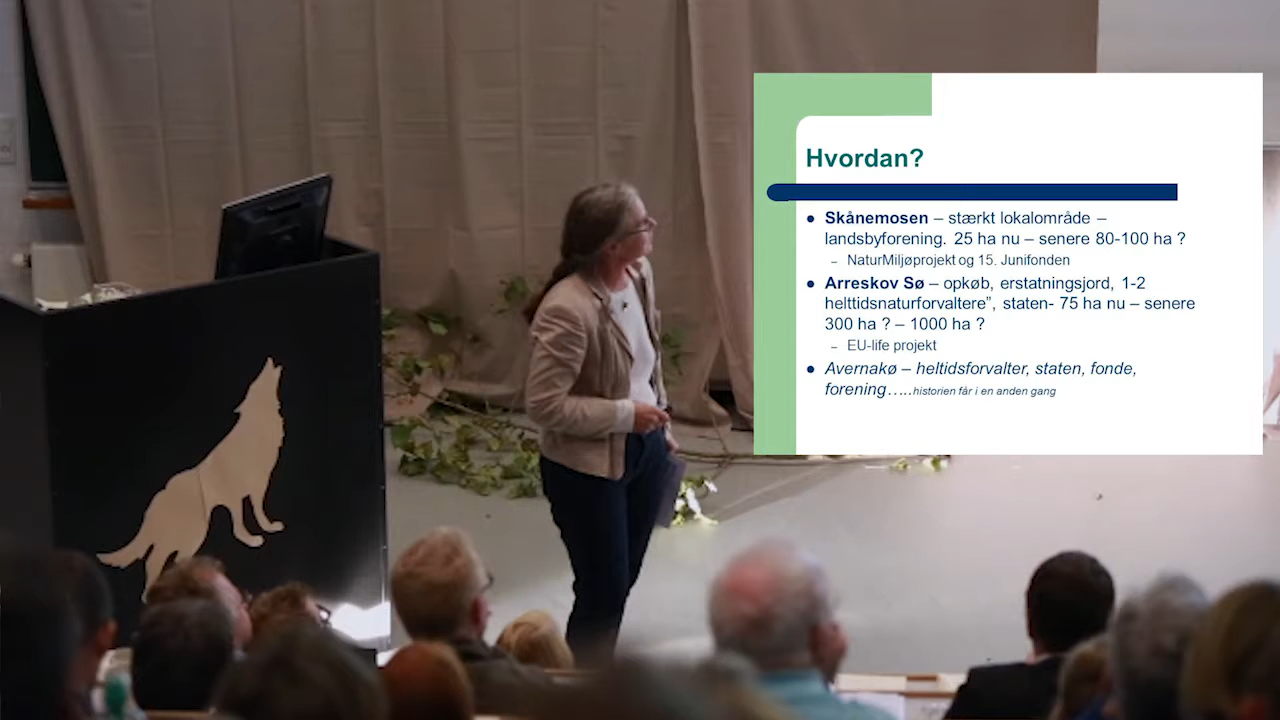 Hvordan?
Skånemosen – stærkt lokalområde –
landsbyforening. 25 ha nu – senere 80-100 ha ?
– NaturMiljøprojekt og 15. Junifonden
Arreskov Sø – opkøb, erstatningsjord, 1-2
helttidsnaturforvaltere”, staten- 75 ha nu – senere
300 ha ? – 1000 ha ?
– EU-life projekt
Avernakø – heltidsforvalter, staten, fonde,
forening…..historien får i en anden gang